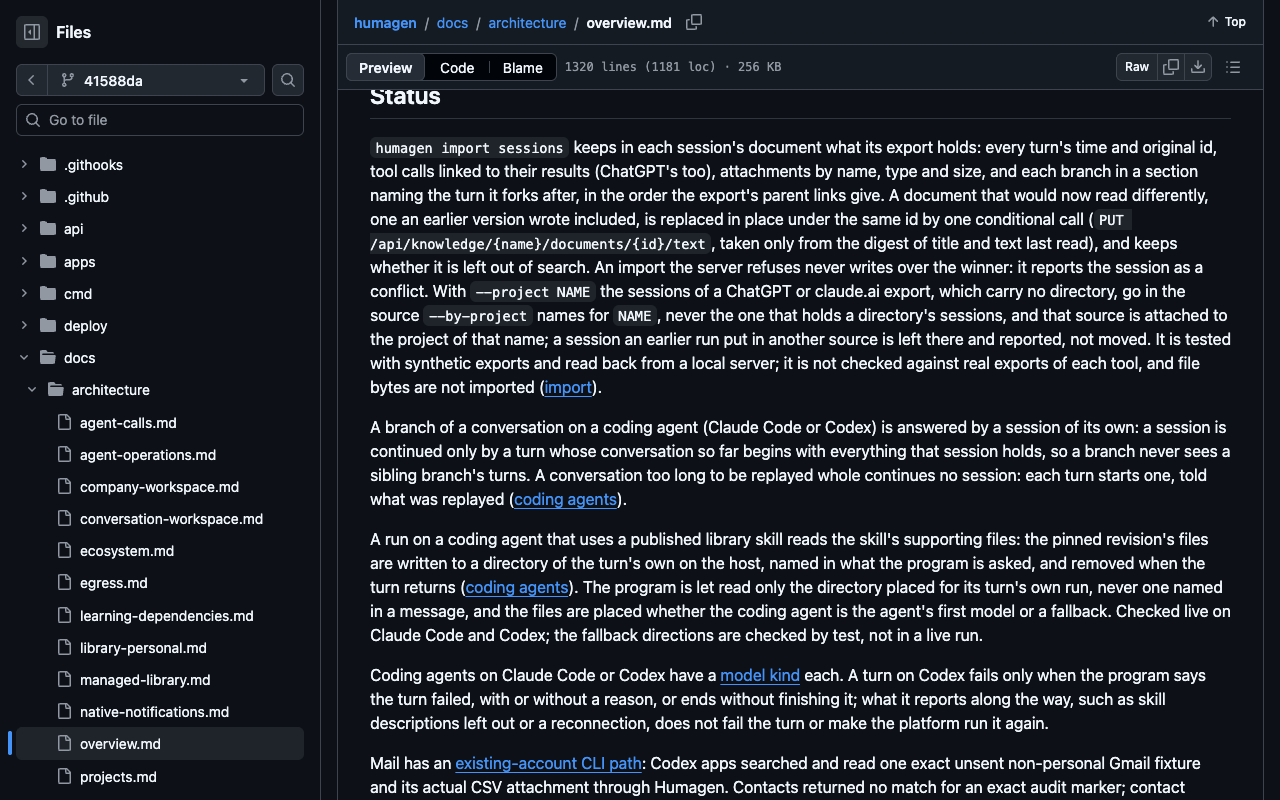 Files
41588da
Go to file
.githooks
.github
api
apps
cmd
deploy
docs
architecture
agent-calls.md
agent-operations.md
company-workspace.md
conversation-workspace.md
ecosystem.md
egress.md
learning-dependencies.md
library-personal.md
managed-library.md
native-notifications.md
overview.md
projects.md
humagen / docs / architecture / overview.md
Top
Preview Code Blame 1320 lines (1181 loc) · 256 KB Raw
Status
humagen import sessions keeps in each session's document what its export holds: every turn's time and original id,
tool calls linked to their results (ChatGPT's too), attachments by name, type and size, and each branch in a section
naming the turn it forks after, in the order the export's parent links give. A document that would now read differently,
one an earlier version wrote included, is replaced in place under the same id by one conditional call ( PUT
/api/knowledge/{name}/documents/{id}/text , taken only from the digest of title and text last read), and keeps
whether it is left out of search. An import the server refuses never writes over the winner: it reports the session as a
conflict. With --project NAME the sessions of a ChatGPT or claude.ai export, which carry no directory, go in the
source --by-project names for NAME , never the one that holds a directory's sessions, and that source is attached to
the project of that name; a session an earlier run put in another source is left there and reported, not moved. It is tested
with synthetic exports and read back from a local server; it is not checked against real exports of each tool, and file
bytes are not imported (import).
A branch of a conversation on a coding agent (Claude Code or Codex) is answered by a session of its own: a session is
continued only by a turn whose conversation so far begins with everything that session holds, so a branch never sees a
sibling branch's turns. A conversation too long to be replayed whole continues no session: each turn starts one, told
what was replayed (coding agents).
A run on a coding agent that uses a published library skill reads the skill's supporting files: the pinned revision's files
are written to a directory of the turn's own on the host, named in what the program is asked, and removed when the
turn returns (coding agents). The program is let read only the directory placed for its turn's own run, never one named
in a message, and the files are placed whether the coding agent is the agent's first model or a fallback. Checked live on
Claude Code and Codex; the fallback directions are checked by test, not in a live run.
Coding agents on Claude Code or Codex have a model kind each. A turn on Codex fails only when the program says
the turn failed, with or without a reason, or ends without finishing it; what it reports along the way, such as skill
descriptions left out or a reconnection, does not fail the turn or make the platform run it again.
Mail has an existing-account CLI path: Codex apps searched and read one exact unsent non-personal Gmail fixture
and its actual CSV attachment through Humagen. Contacts returned no match for an exact audit marker; contact